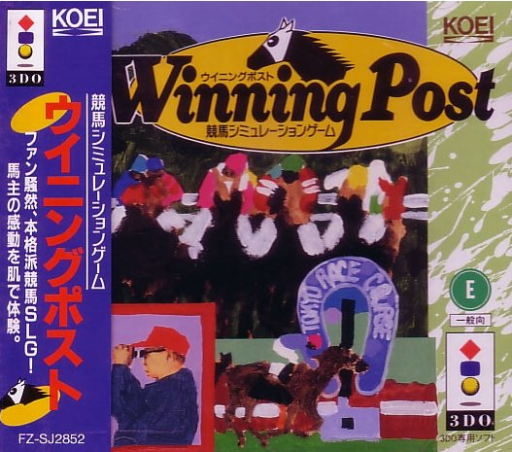 3DO
KOEI
競馬シミュレーションゲーム
ウイニングポスト
ファン騒然、本格派競馬SLG!
馬主の感動を肌で体験。
FZ-SJ2852
KOEI
ウイニングポスト
Winning Post
競馬シミュレーションゲーム
TOKYO RACE COURSE
E
一般向
3DO
3DO専用ソフト